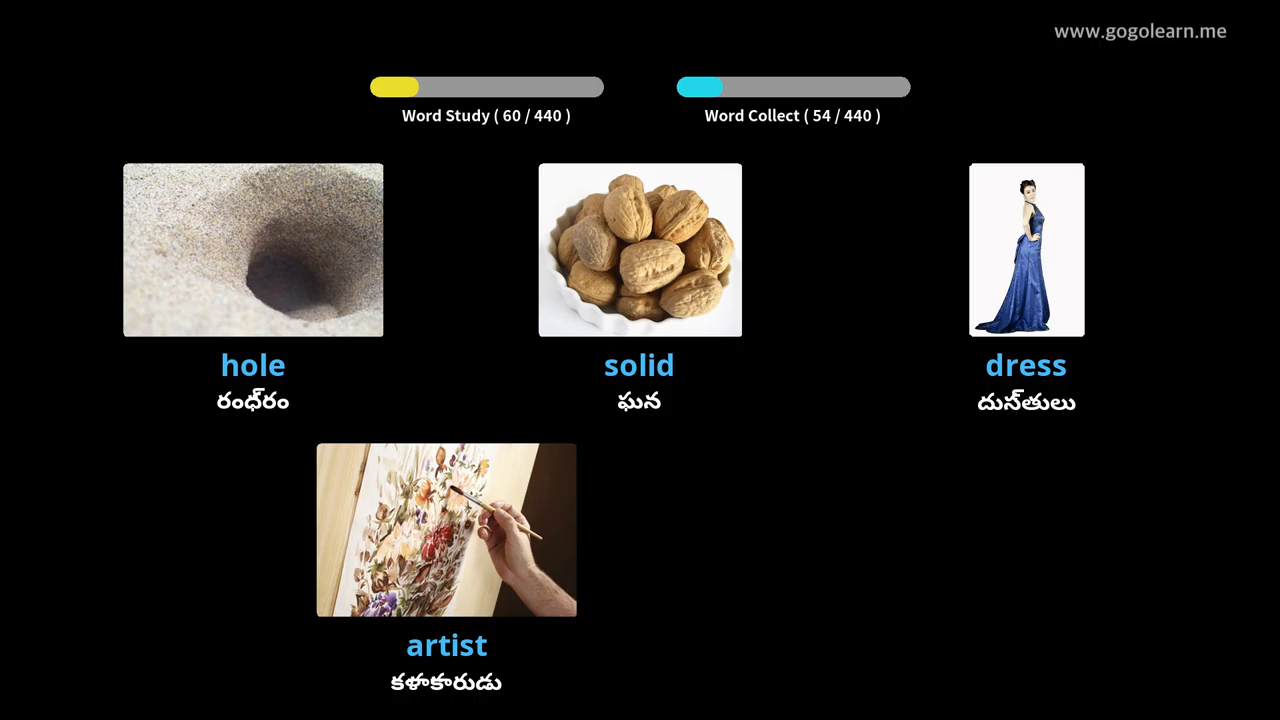 www.gogolearn.me
Word Study ( 60 / 440 )
Word Collect ( 54 / 440 )
hole
రంధ్రం
solid
ఘన
dress
దుస్తులు
artist
కళాకారుడు